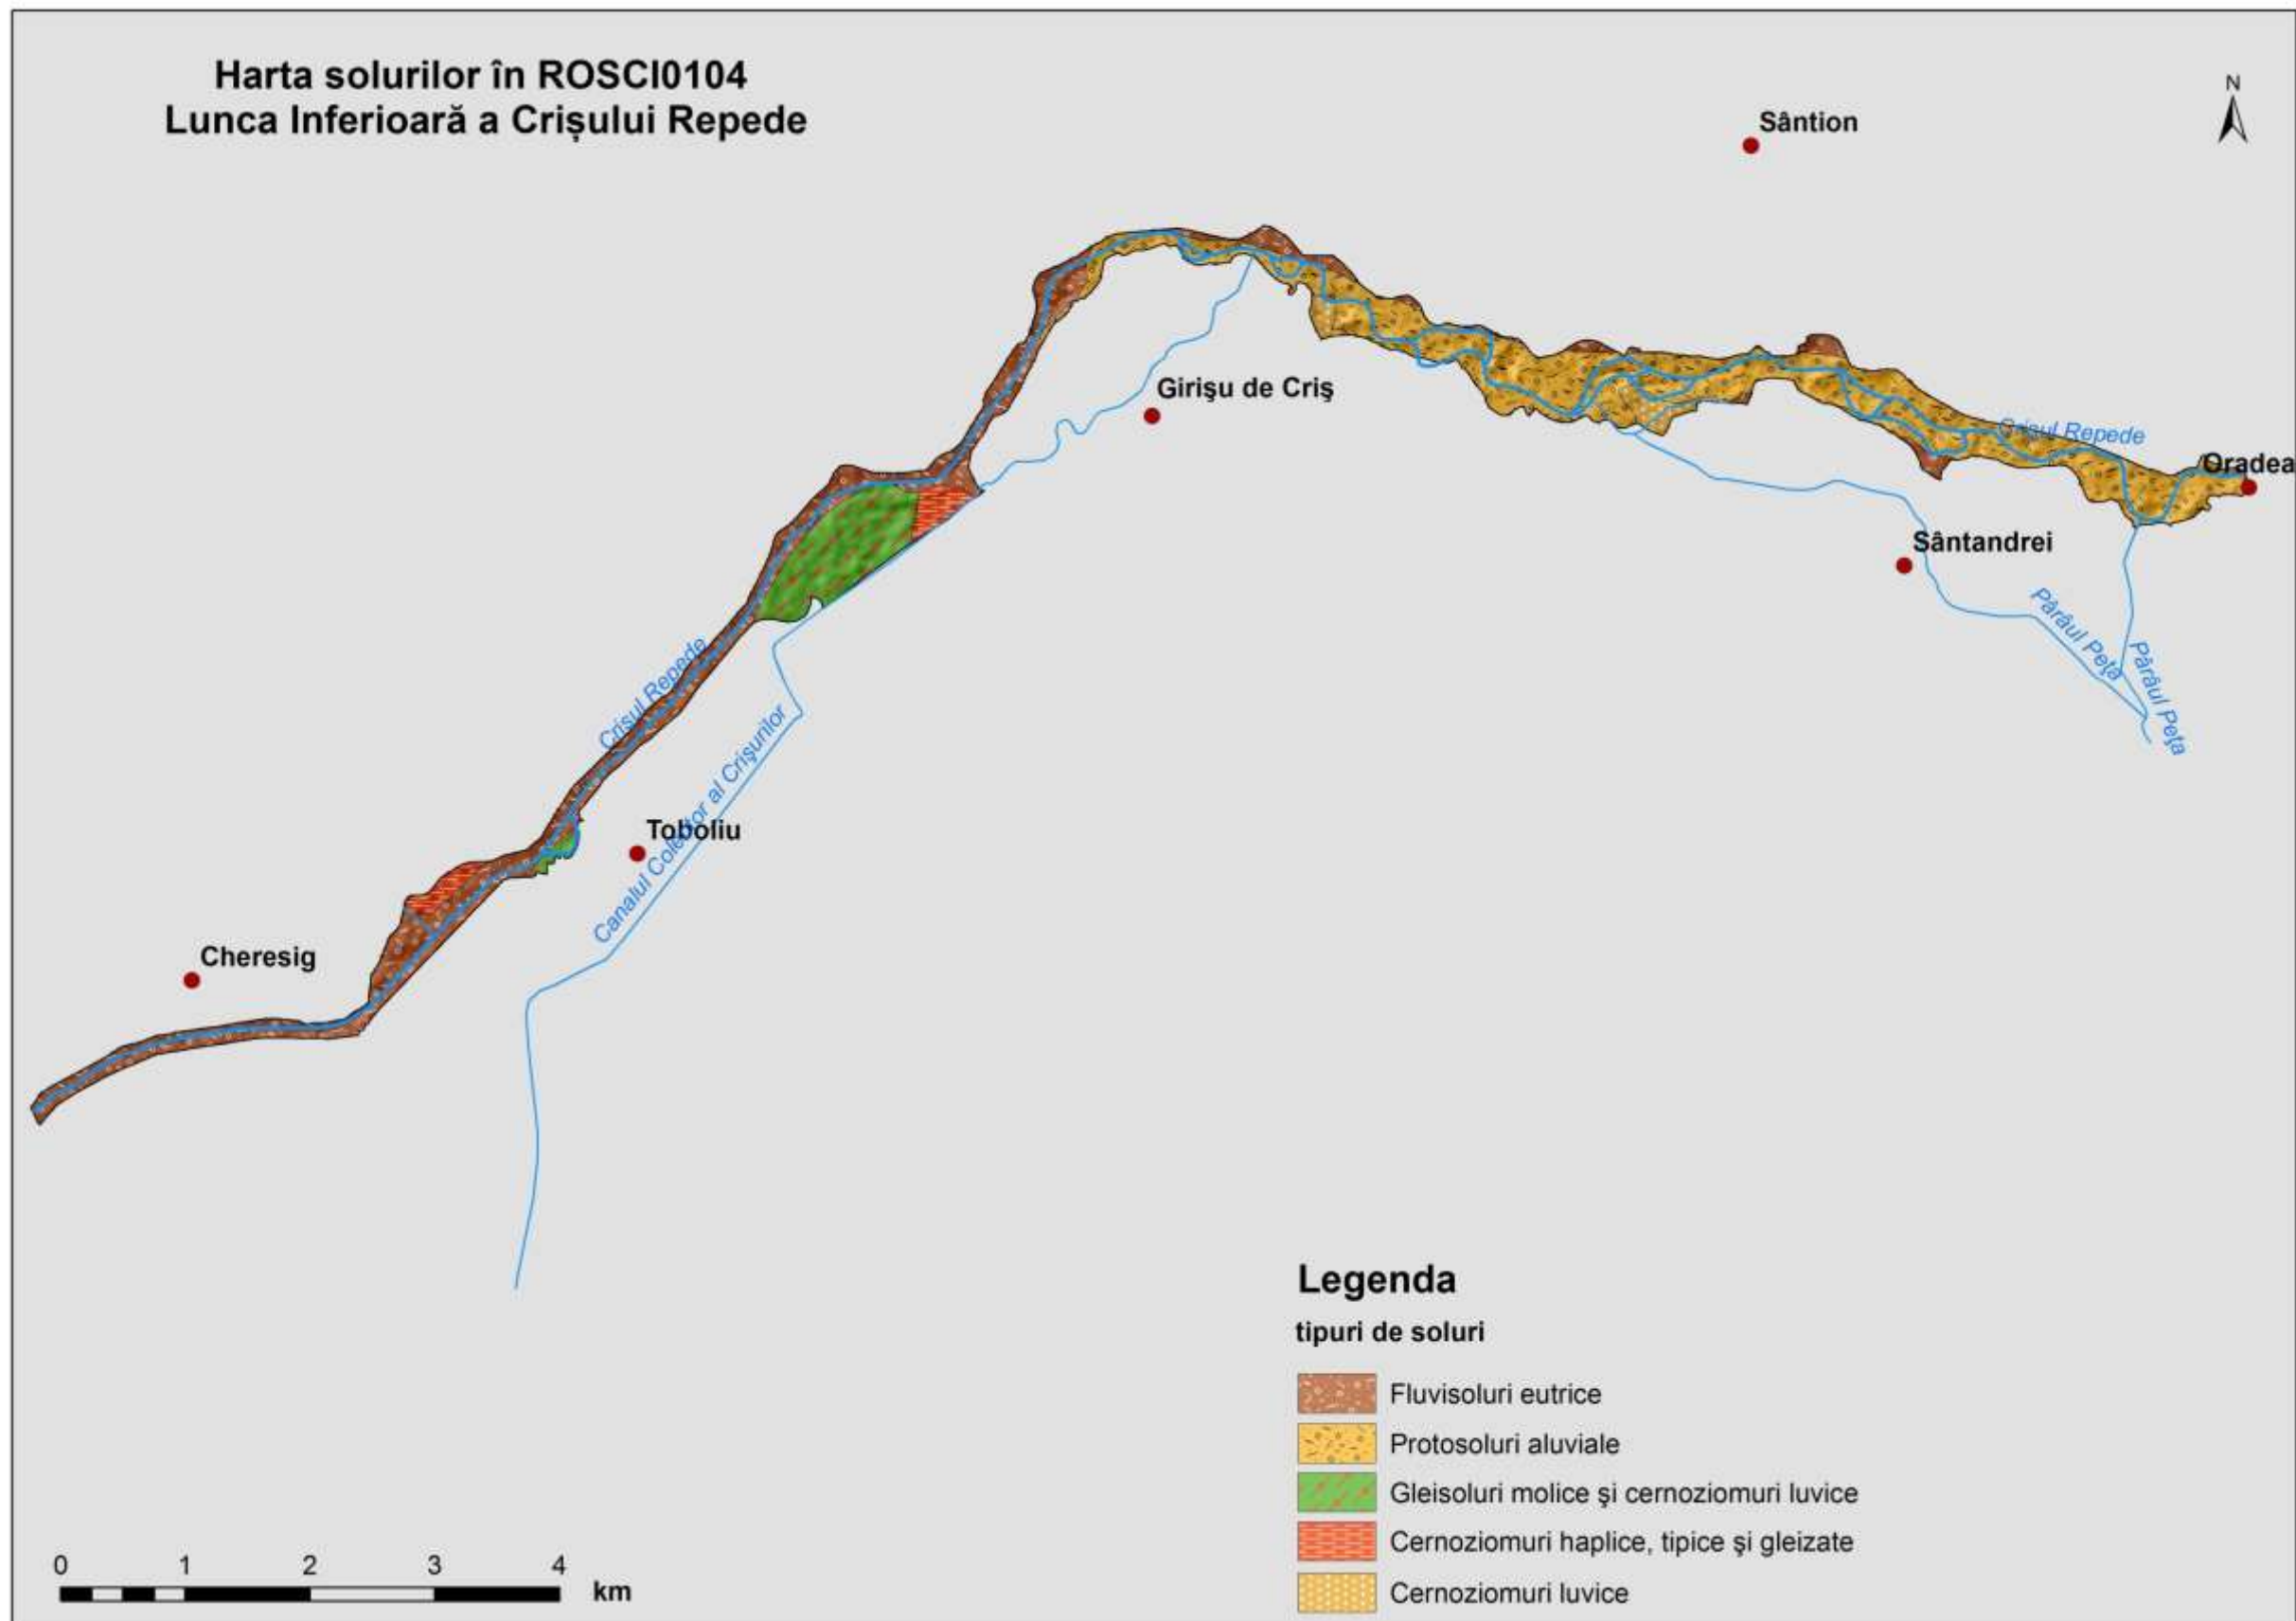 Harta solurilor în ROSCI0104
Lunca Inferioară a Crișului Repede
N
Sântion
Girişu de Criş
Crişul Repede
Oradea
Sântandrei
Pârâul Peţa
Pârâul Peţa
Crişul Repede
Canalul Colector al Crişurilor
Toboliu
Cheresig
Legenda
tipuri de soluri
Fluvisoluri eutrice
Protosoluri aluviale
Gleisoluri molice şi cernoziomuri luvice
Cernoziomuri haplice, tipice şi gleizate
Cernoziomuri luvice
0 1 2 3 4
km